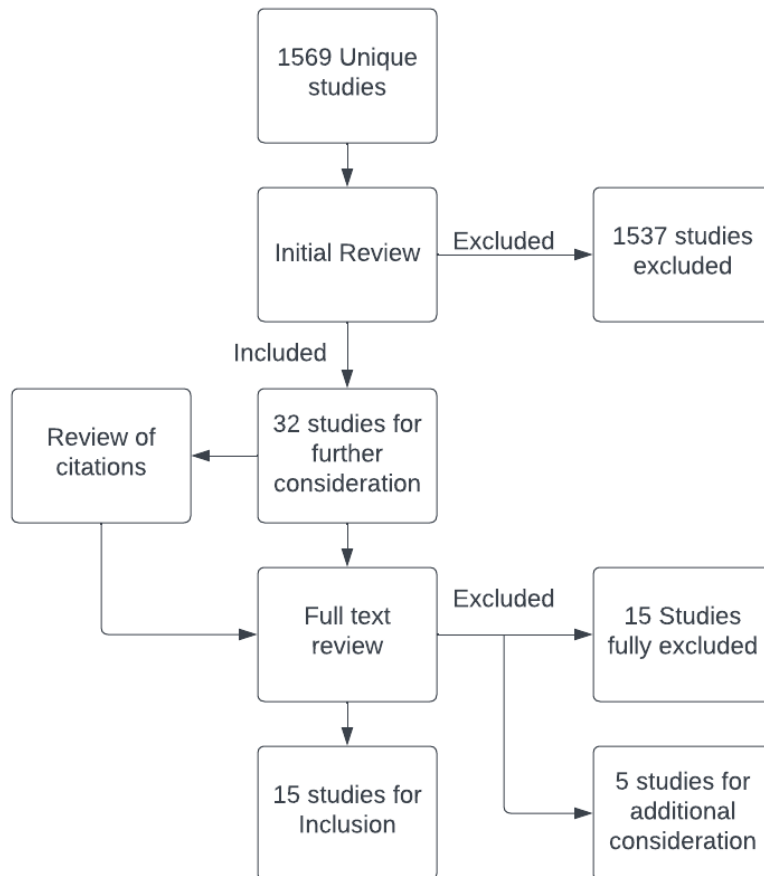 1569 Unique
studies
Initial Review
Excluded
1537 studies
excluded
Included
Review of
citations
32 studies for
further
consideration
Full text
review
Excluded
15 Studies
fully excluded
15 studies for
Inclusion
5 studies for
additional
consideration